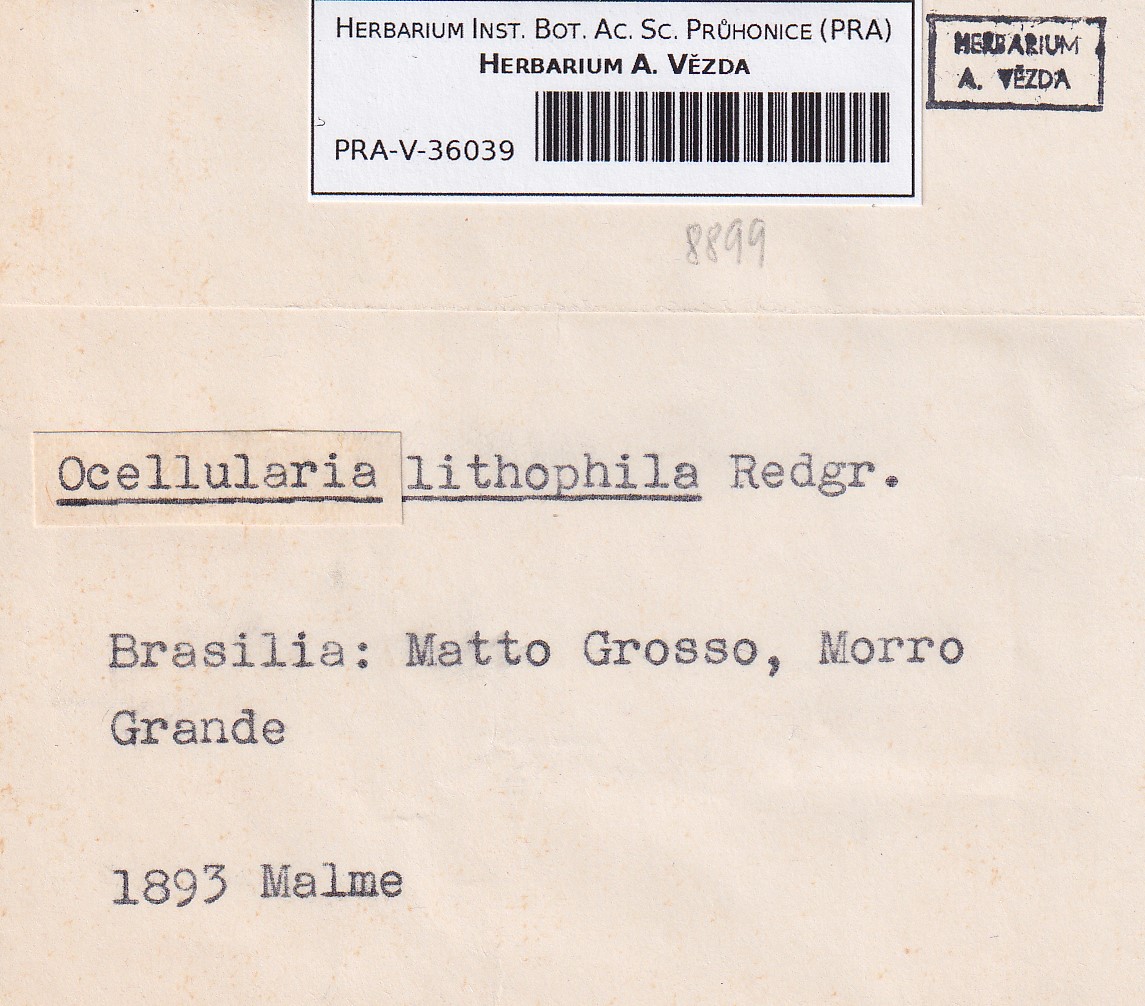 HERBARIUM INST. BOT. AC. SC. PRŮHONICE (PRA)
HERBARIUM A. VĚZDA
PRA-V-36039
HERBARIUM
A. VĚZDA
8899
Ocellularia lithophila Redgr.
Brasilia: Matto Grosso, Morro
Grande
1893 Malme